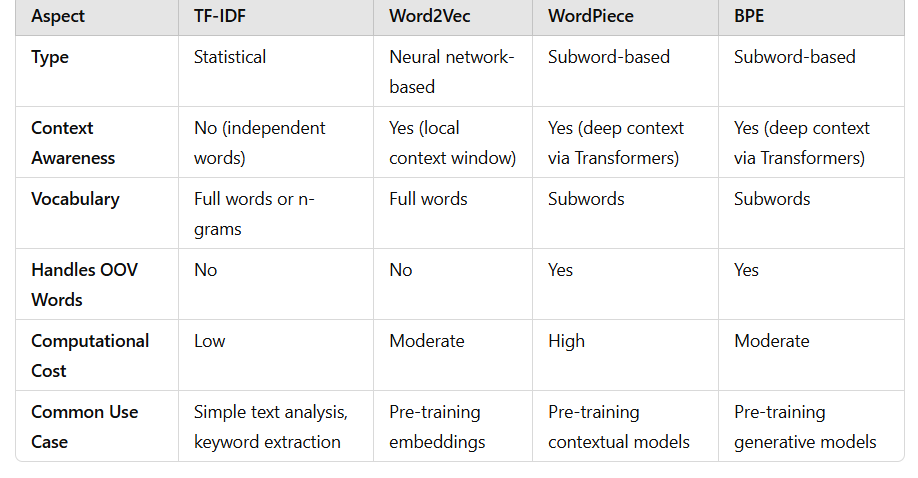 Aspect TF-IDF Word2Vec WordPiece BPE
Type Statistical Neural network- Subword-based Subword-based
based
Context No (independent Yes (local Yes (deep context Yes (deep context
Awareness words) context window) via Transformers) via Transformers)
Vocabulary Full words or n- Full words Subwords Subwords
grams
Handles OOV No No Yes Yes
Words
Computational Low Moderate High Moderate
Cost
Common Use Simple text analysis, Pre-training Pre-training Pre-training
Case keyword extraction embeddings contextual models generative models